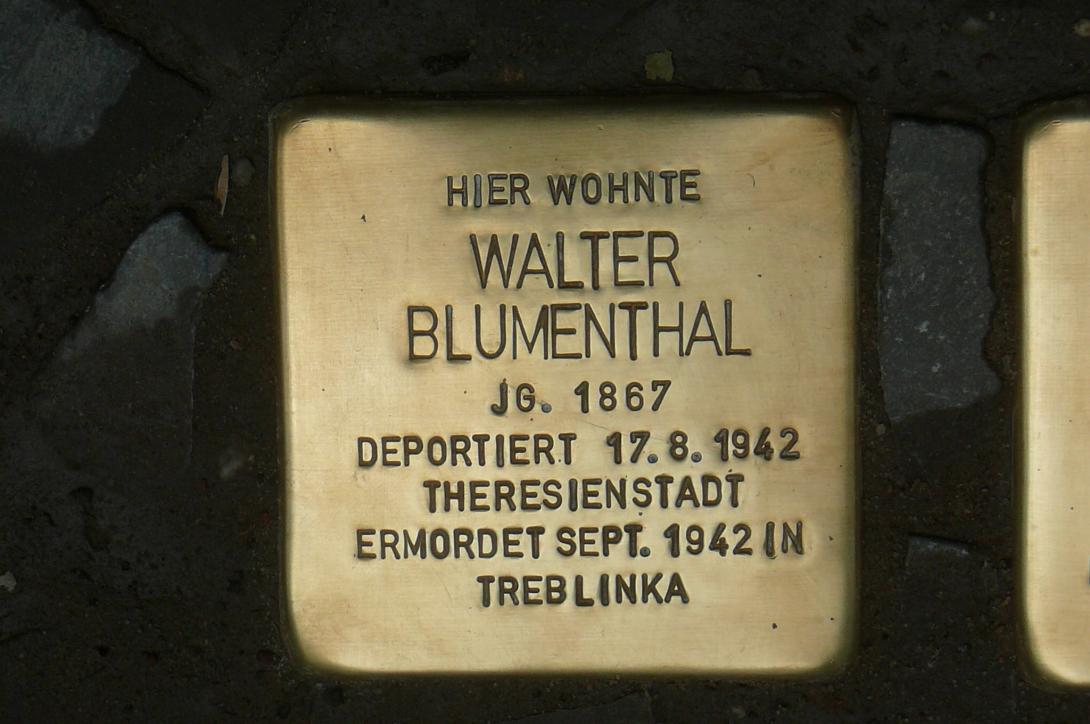 HIER WOHNTE
WALTER
BLUMENTHAL
JG. 1867
DEPORTIERT 17.8.1942
THERESIENSTADT
ERMORDET SEPT. 1942 IN
TREBLINKA